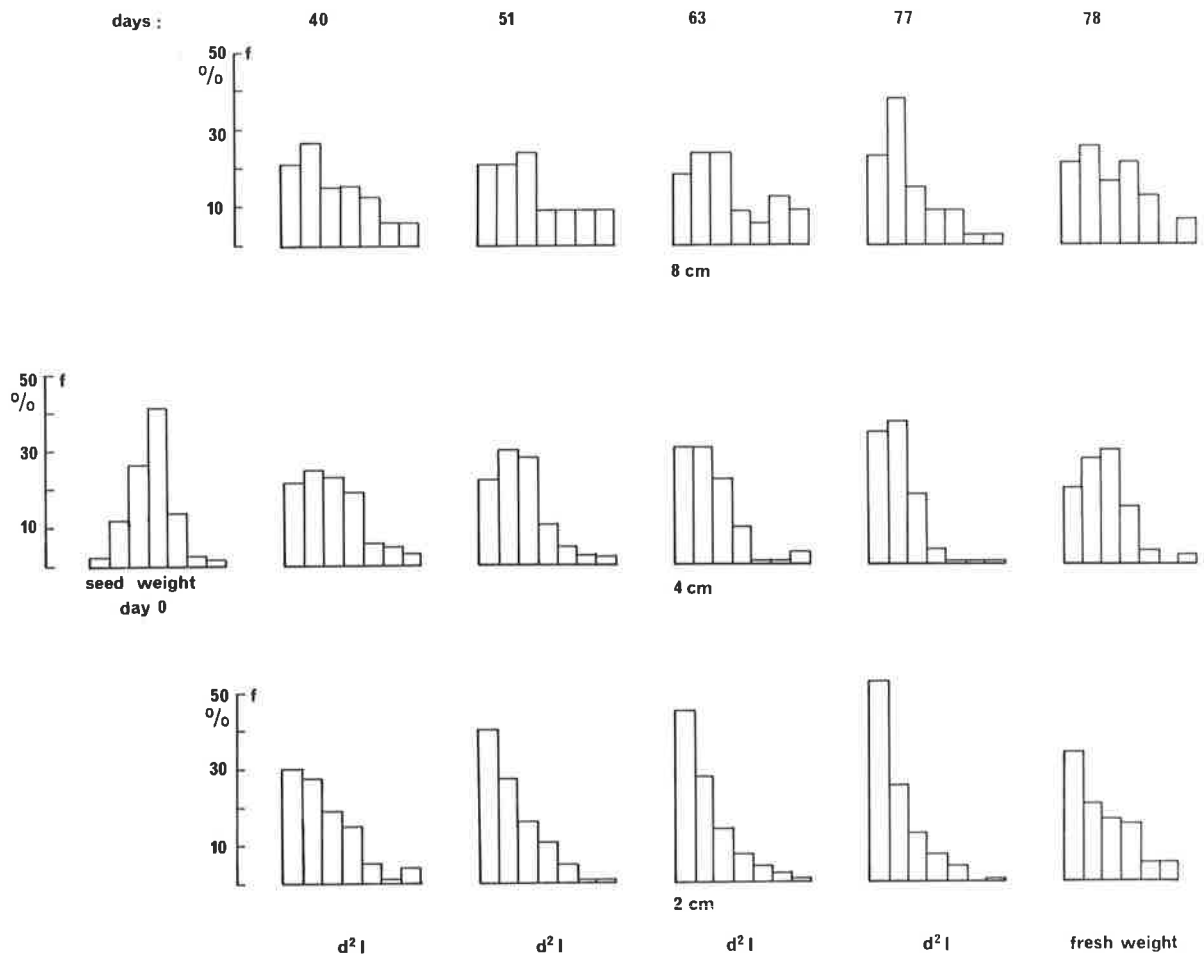 days : 40 51 63 77 78
50 f
%
30
10
8 cm
50 f
%
30
10
seed weight
day 0
4 cm
50 f
%
30
10
2 cm
d² l d² l d² l d² l fresh weight